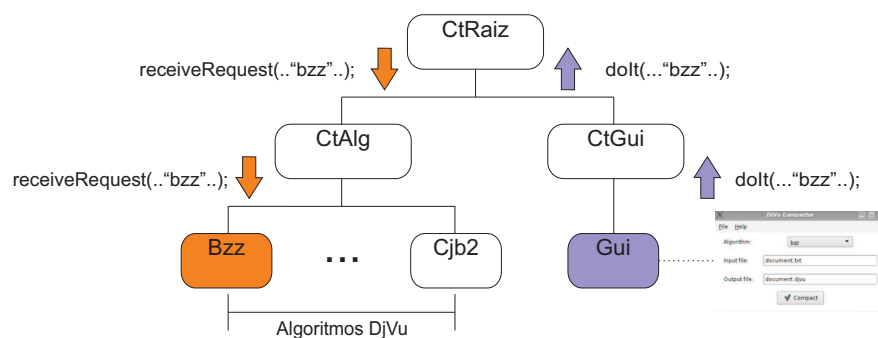 CtRaiz
receiveRequest(..“bzz”..);
doIt(...“bzz”..);
CtAlg
CtGui
receiveRequest(..“bzz”..);
doIt(...“bzz”..);
Bzz
...
Cjb2
Gui
DjVu Compactor
File Help
Algorithm: bzz
Input file: document.txt
Output file: document.djvu
Compact
Algoritmos DjVu